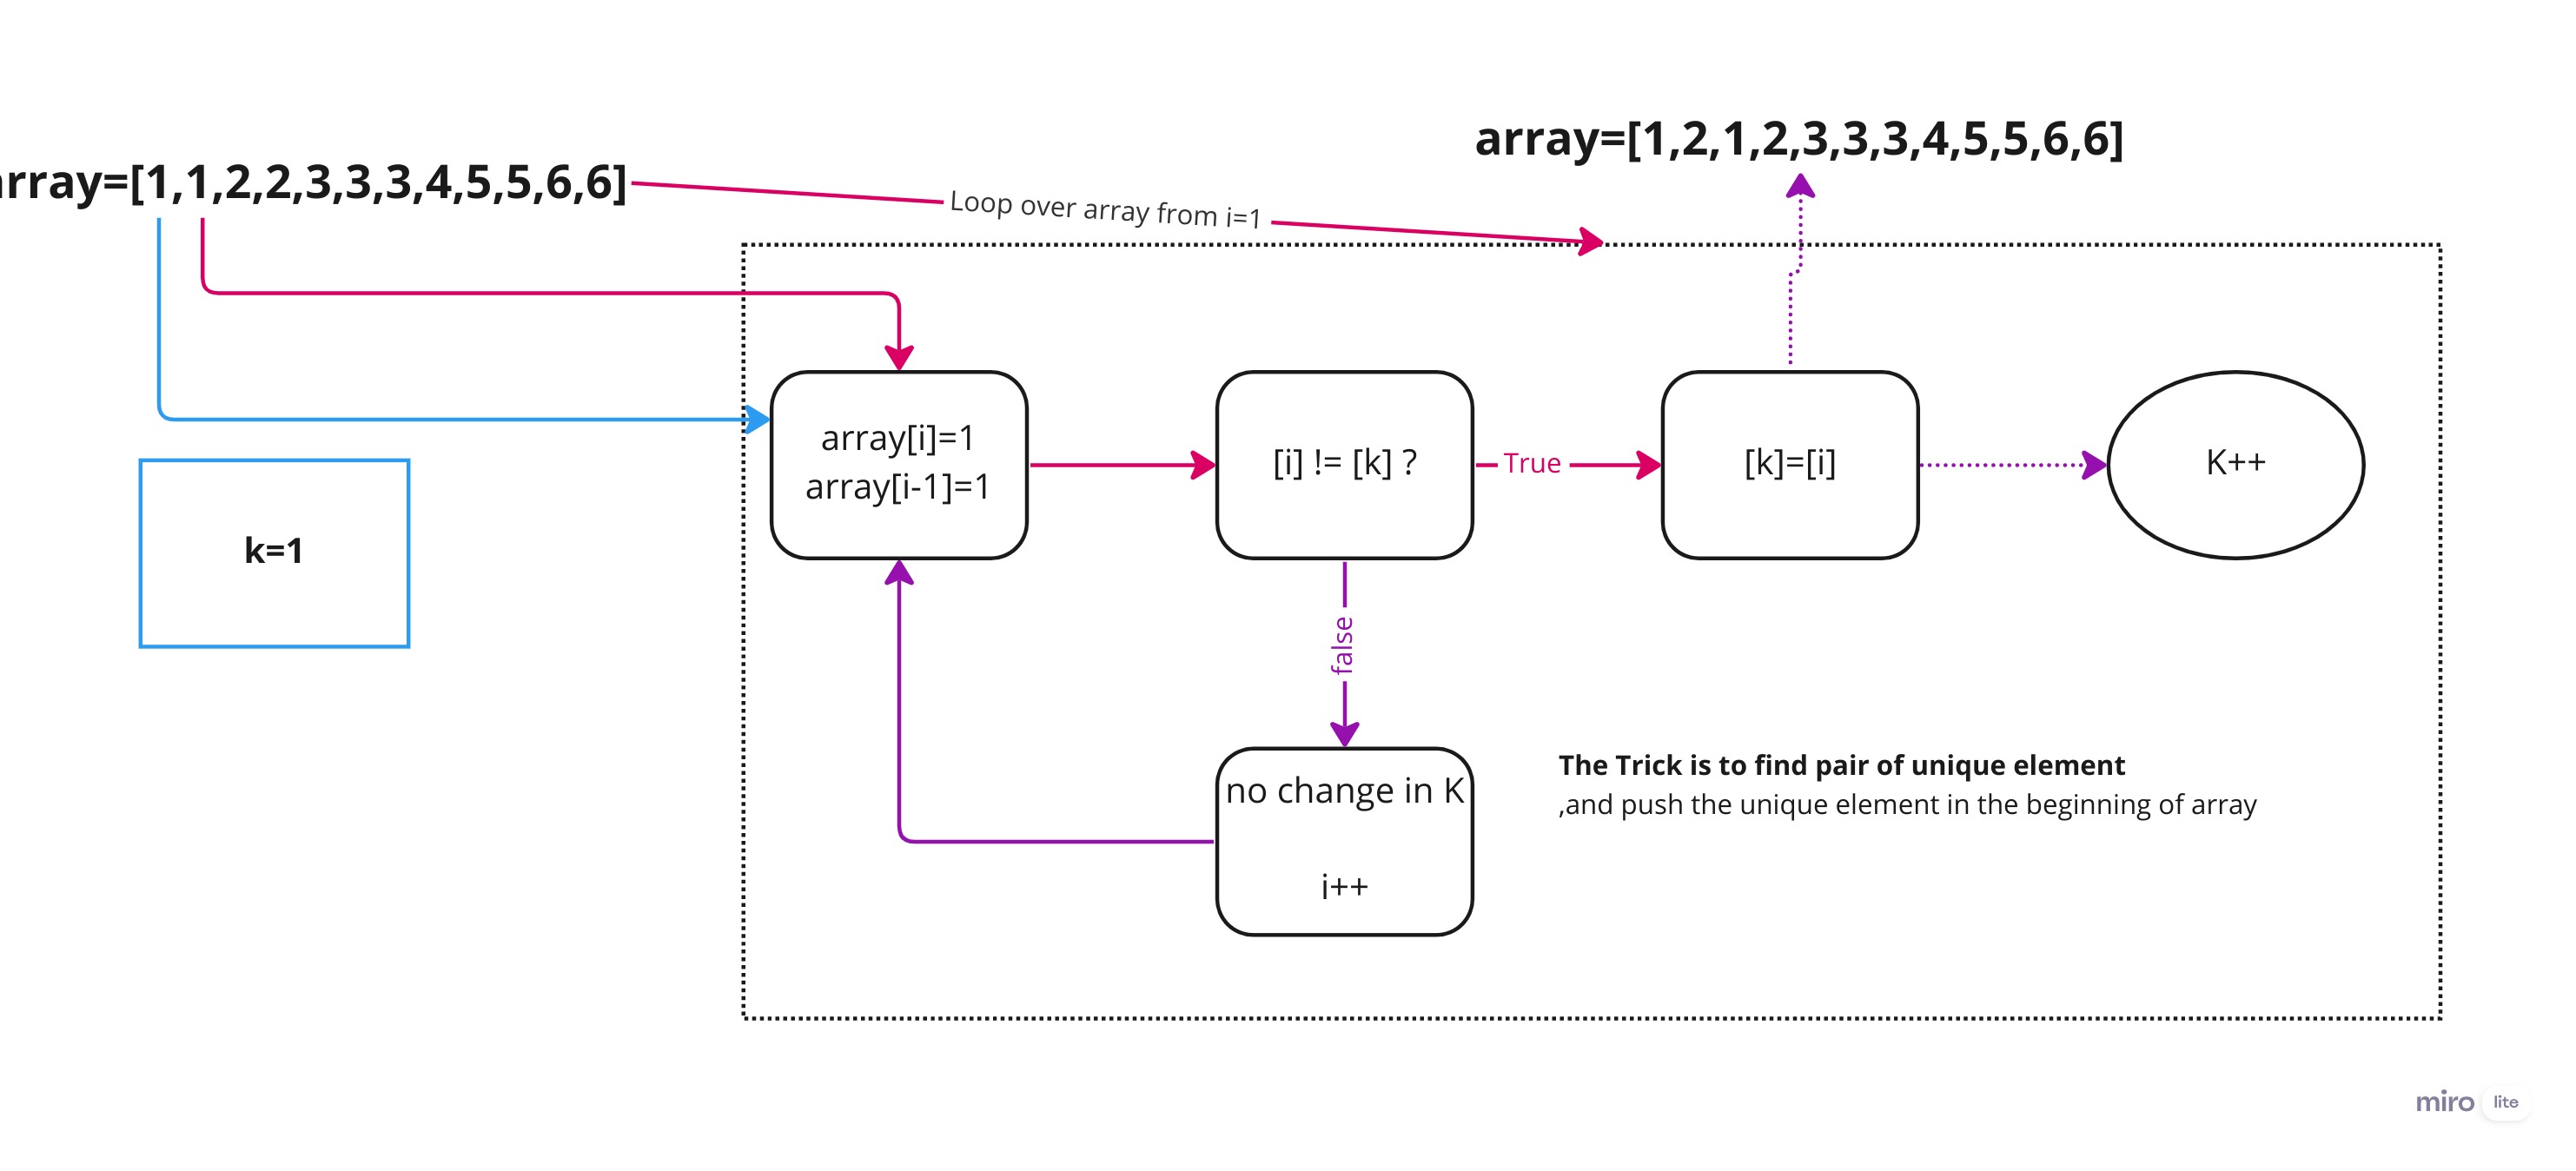 array=[1,2,1,2,3,3,3,4,5,5,6,6]
rray=[1,1,2,2,3,3,3,4,5,5,6,6]
Loop over array from i=1
array[i]=1
array[i-1]=1
[i] != [k] ?
True
[k]=[i]
K++
k=1
false
The Trick is to find pair of unique element
,and push the unique element in the beginning of array
no change in K
i++
miro lite